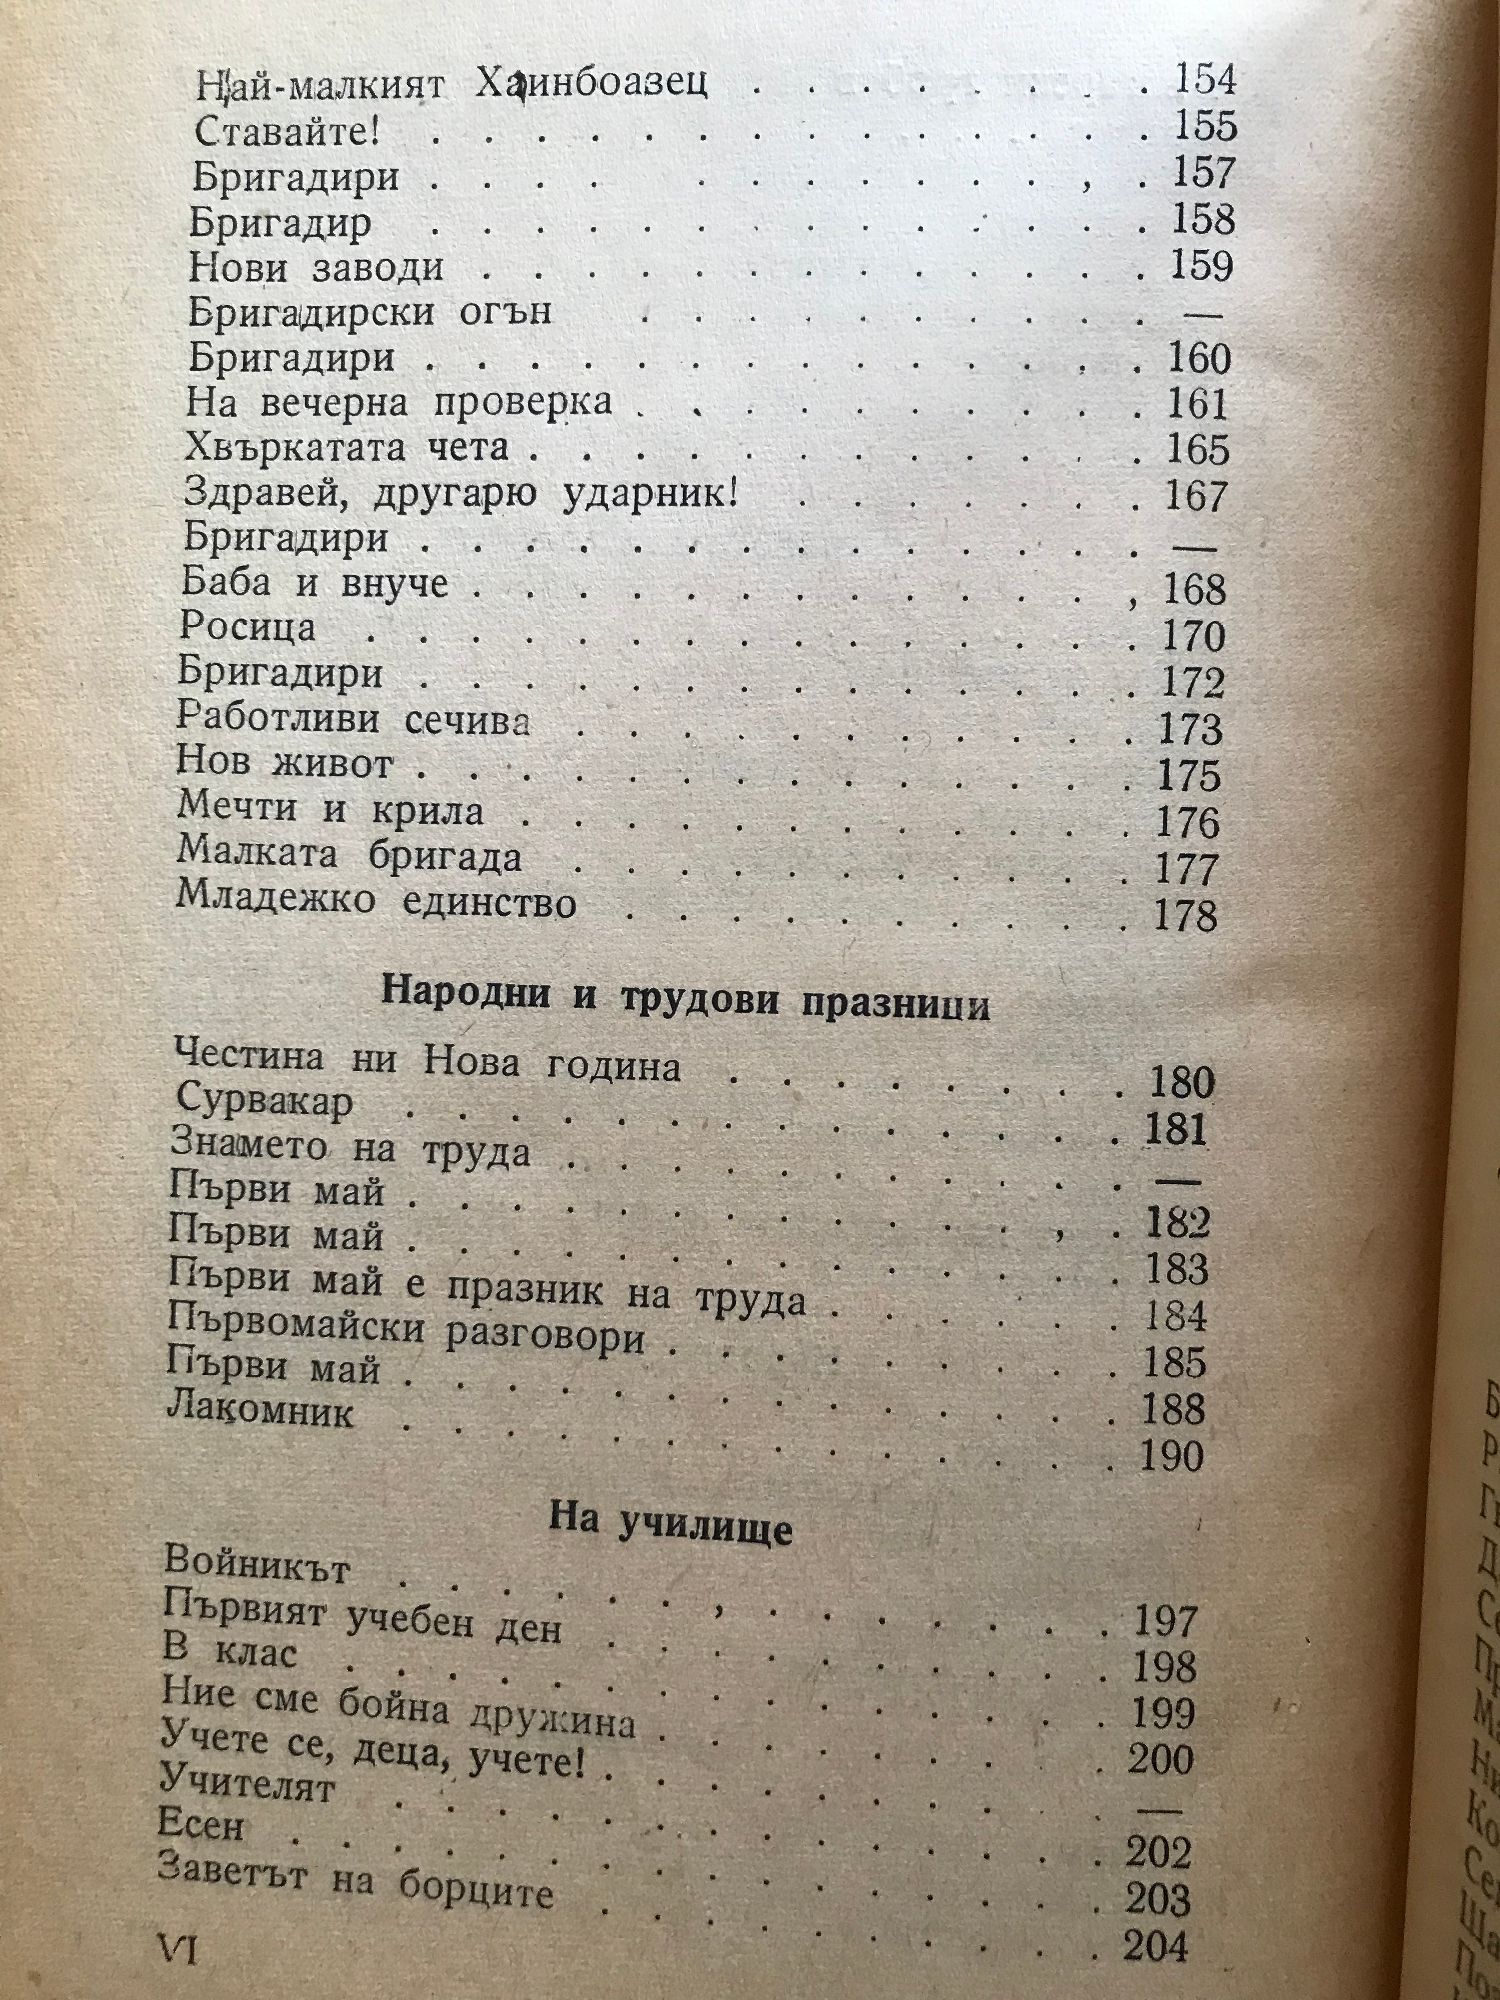 Най-малкият Хаинбоазец . . . . . . . . 154
Ставайте! . . . . . . . . . . . . . . 155
Бригадири . . . . . . . . . . . . , . 157
Бригадир . . . . . . . . . . . . . . 158
Нови заводи . . . . . . . . . . . . . 159
Бригадирски огън . . . . . . . . . . —
Бригадири . . . . . . . . . . . . . . 160
На вечерна проверка . . . . . . . . . . 161
Хвъркатата чета . . . . . . . . . . . . 165
Здравей, другарю ударник! . . . . . . . 167
Бригадири . . . . . . . . . . . . . . —
Баба и внуче . . . . . . . . . . . . , 168
Росица . . . . . . . . . . . . . . . 170
Бригадири . . . . . . . . . . . . . . 172
Работливи сечива . . . . . . . . . . . 173
Нов живот . . . . . . . . . . . . . . 175
Мечти и крила . . . . . . . . . . . . 176
Малката бригада . . . . . . . . . . . 177
Младежко единство . . . . . . . . . . 178
Народни и трудови празници
Честина ни Нова година . . . . . . . . 180
Сурвакар . . . . . . . . . . . . . . 181
Знамето на труда . . . . . . . . . . . —
Първи май . . . . . . . . . . . . , . 182
Първи май . . . . . . . . . . . . . . 183
Първи май е празник на труда . . . . . . 184
Първомайски разговори . . . . . . . . . 185
Първи май . . . . . . . . . . . . . . 188
Лакомник . . . . . . . . . . . . . . 190
На училище
Войникът . . . . . . , . . . . . . . 197
Първият учебен ден . . . . . . . . . . 198
В клас . . . . . . . . . . . . . . . 199
Ние сме бойна дружина . . . . . . . . . 200
Учете се, деца, учете! . . . . . . . . . —
Учителят . . . . . . . . . . . . . . 202
Есен . . . . . . . . . . . . . . . . 203
Заветът на борците . . . . . . . . . . 204
VI